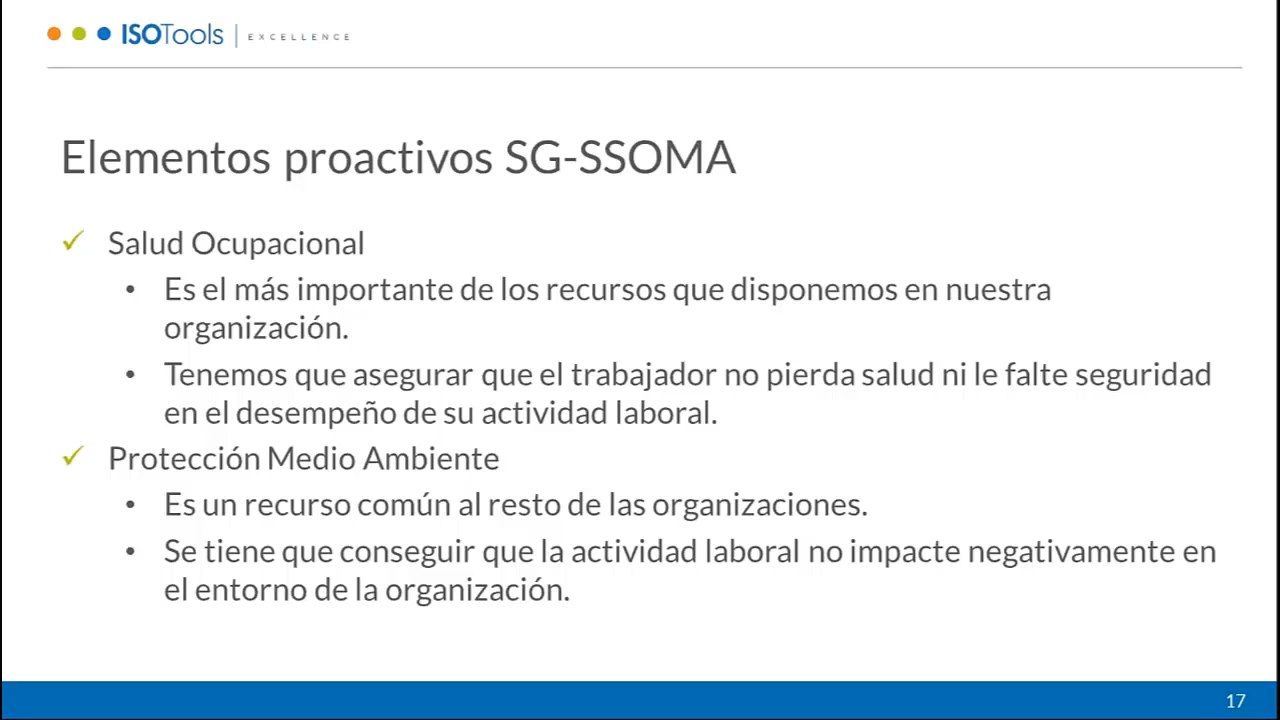 ISOTools | EXCELLENCE
Elementos proactivos SG-SSOMA
✓ Salud Ocupacional
• Es el más importante de los recursos que disponemos en nuestra
organización.
• Tenemos que asegurar que el trabajador no pierda salud ni le falte seguridad
en el desempeño de su actividad laboral.
✓ Protección Medio Ambiente
• Es un recurso común al resto de las organizaciones.
• Se tiene que conseguir que la actividad laboral no impacte negativamente en
el entorno de la organización.
17